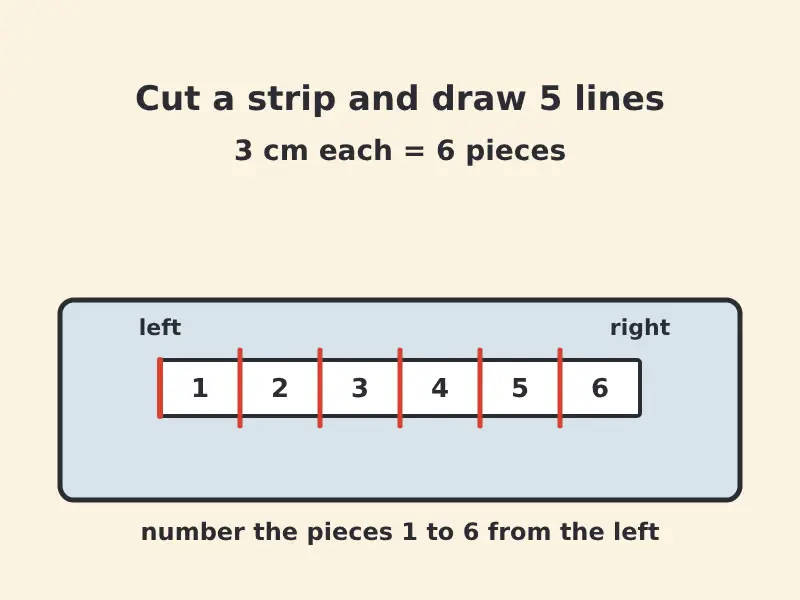 Cut a strip and draw 5 lines
3 cm each = 6 pieces
left right
1 2 3 4 5 6
number the pieces 1 to 6 from the left